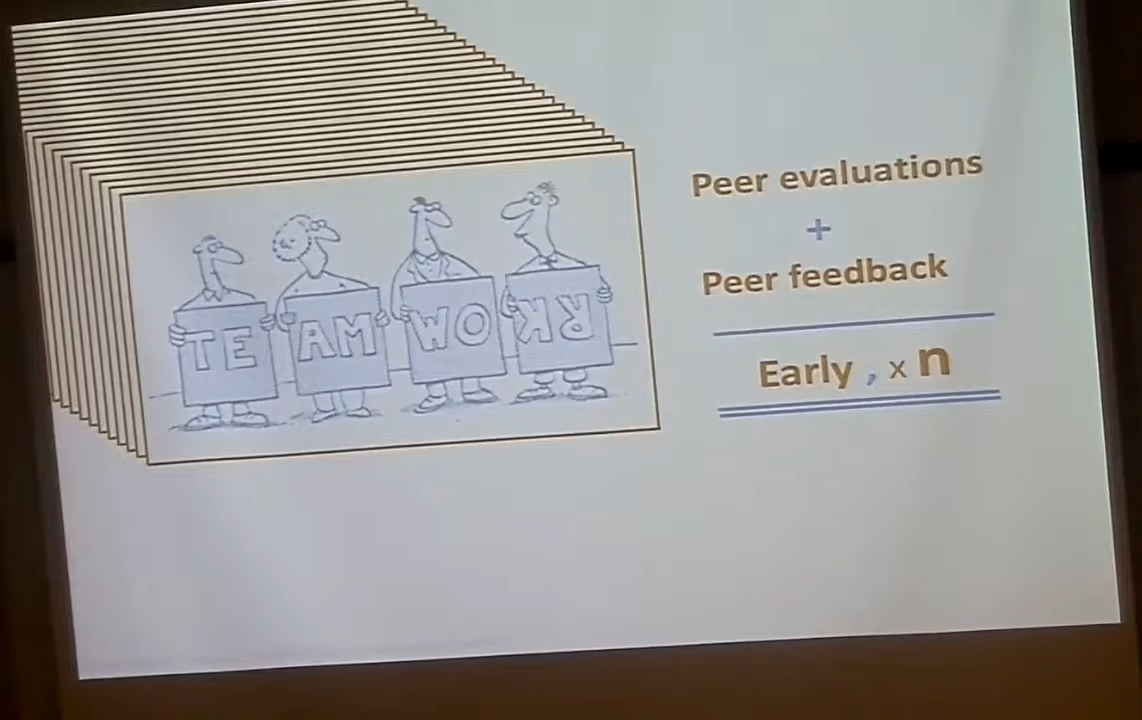 TE AM WO RK
Peer evaluations
+
Peer feedback
Early , x n